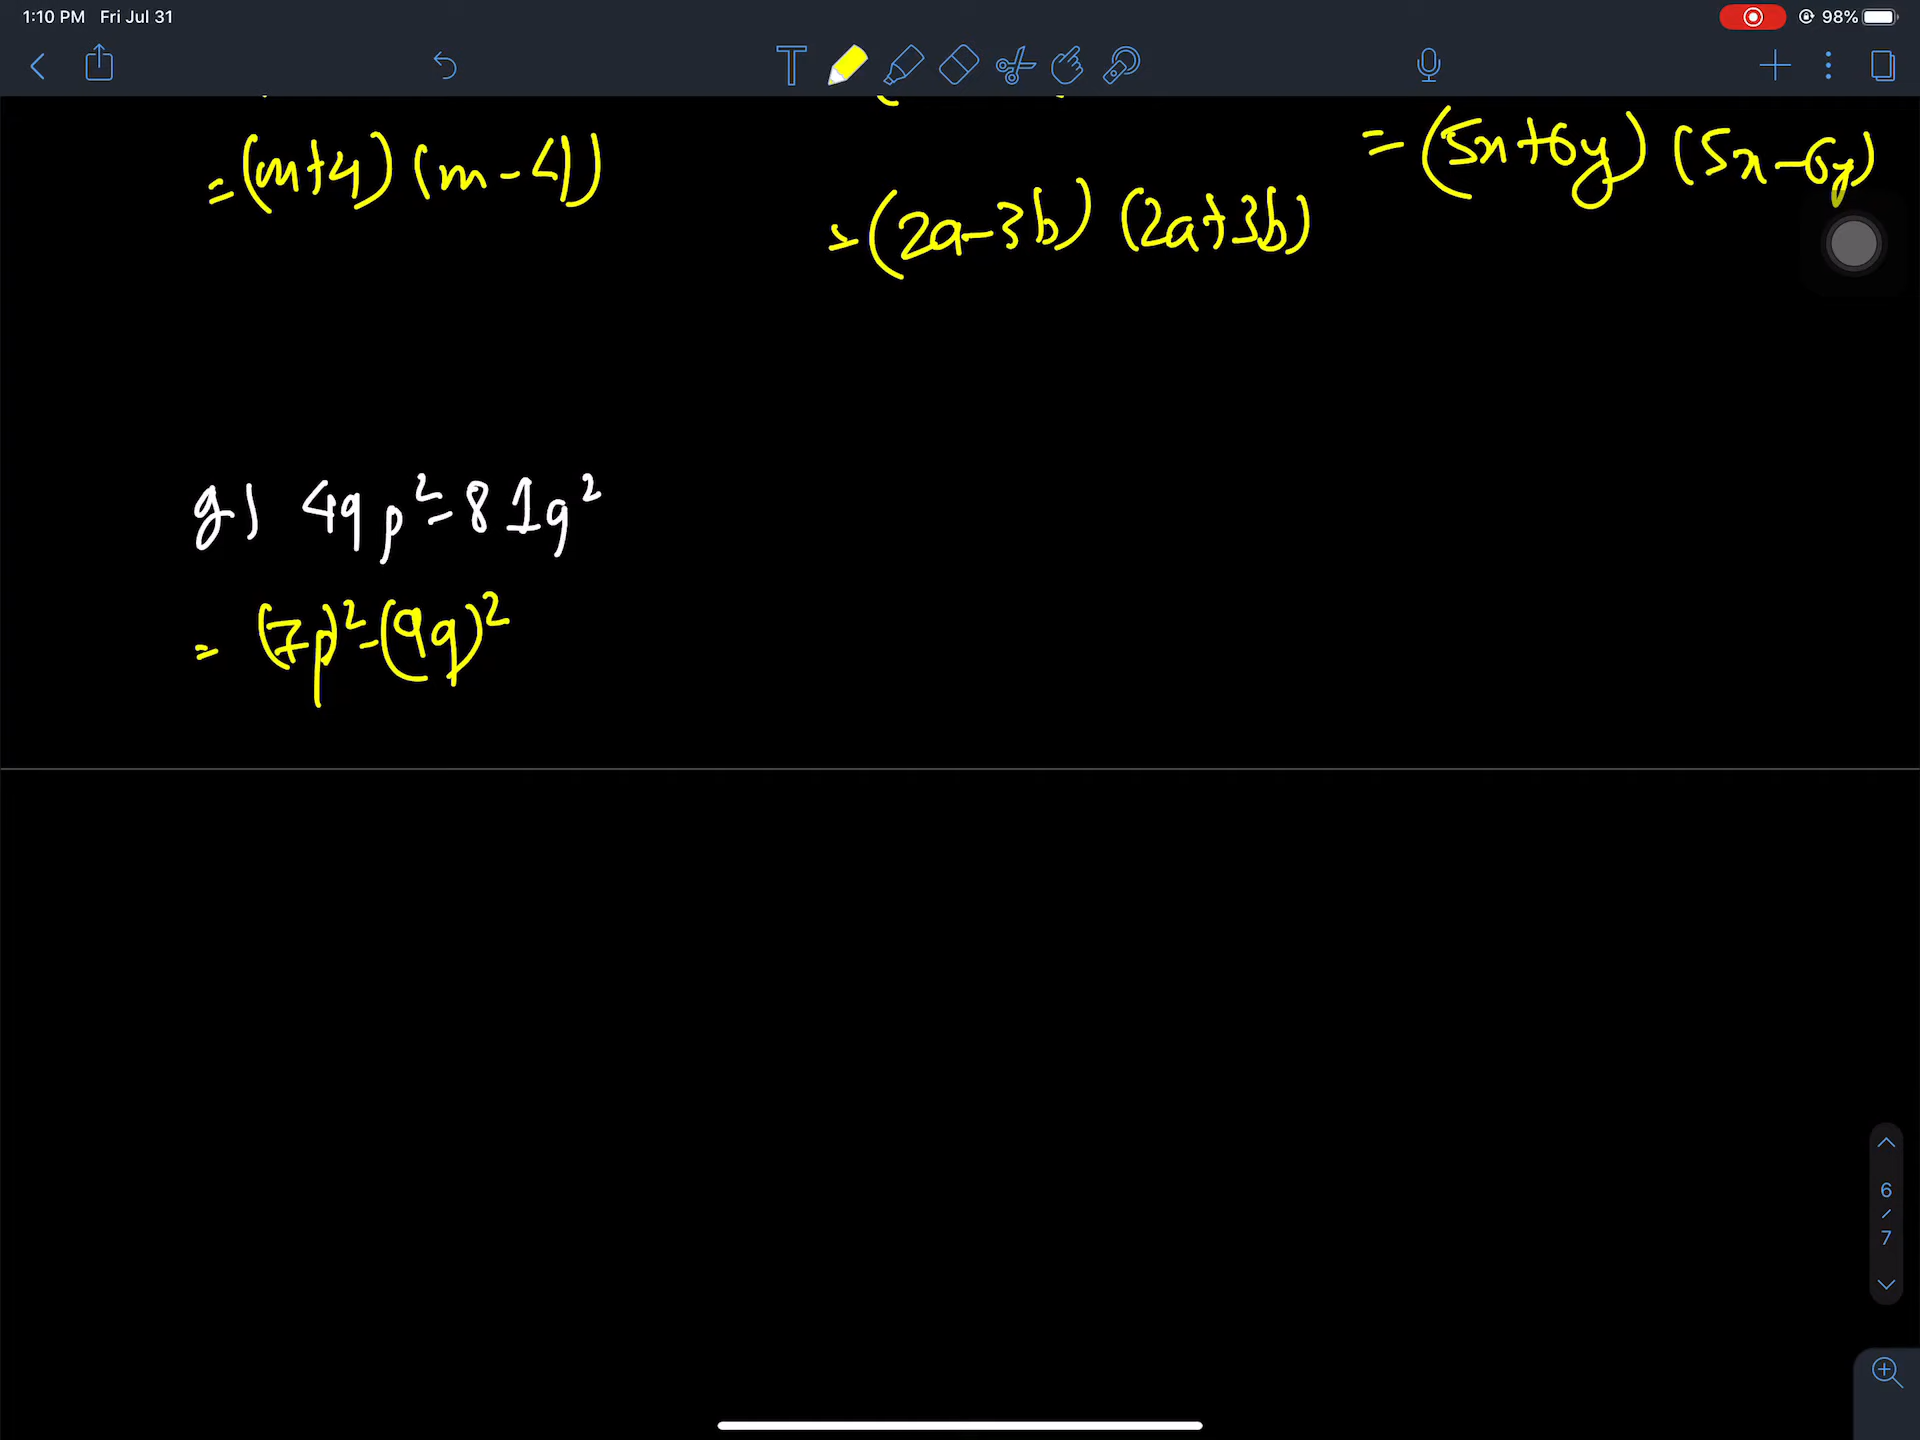 1:10 PM Fri Jul 31
98%
= (m+4) (m-4)
= (2a-3b) (2a+3b)
= (5x+6y) (5x-6y)
g) 49p²-81q²
= (7p)²-(9q)²
6
/
7